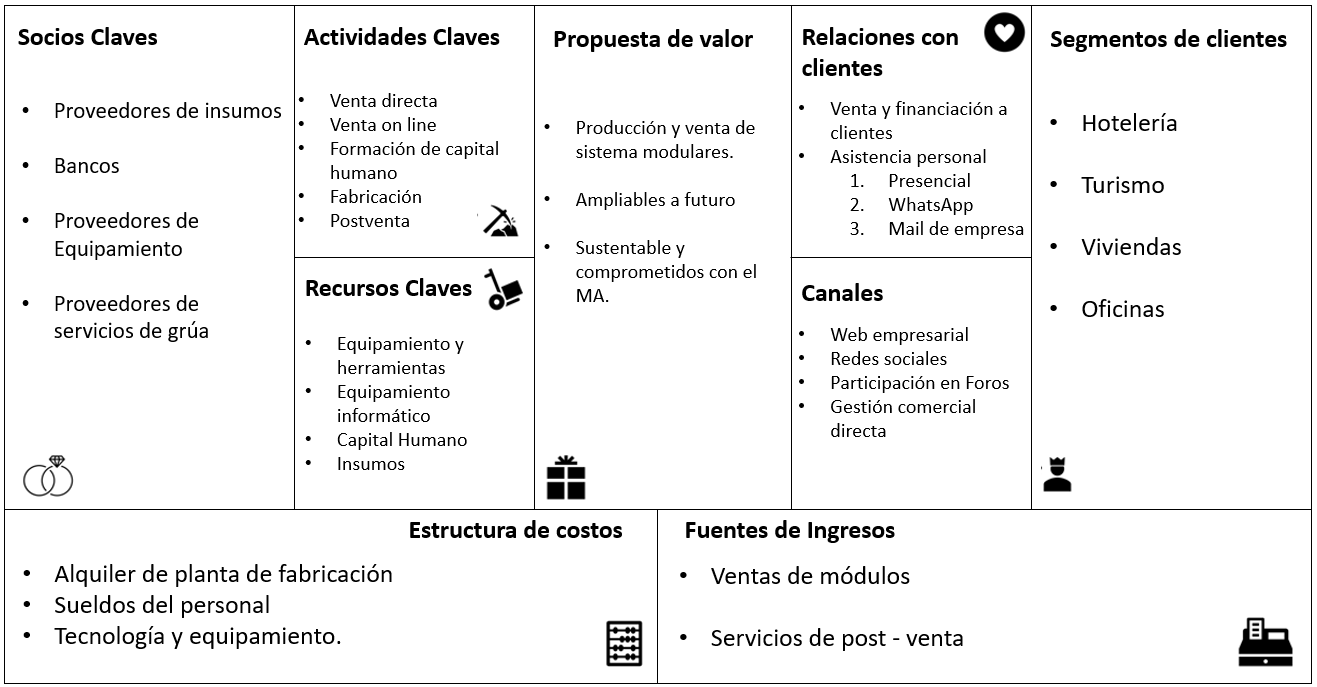 Socios Claves
• Proveedores de insumos
• Bancos
• Proveedores de
Equipamiento
• Proveedores de
servicios de grúa
Actividades Claves
• Venta directa
• Venta on line
• Formación de capital
humano
• Fabricación
• Postventa
Recursos Claves
• Equipamiento y
herramientas
• Equipamiento
informático
• Capital Humano
• Insumos
Propuesta de valor
• Producción y venta de
sistema modulares.
• Ampliables a futuro
• Sustentable y
comprometidos con el
MA.
Relaciones con
clientes
• Venta y financiación a
clientes
• Asistencia personal
1. Presencial
2. WhatsApp
3. Mail de empresa
Canales
• Web empresarial
• Redes sociales
• Participación en Foros
• Gestión comercial
directa
Segmentos de clientes
• Hotelería
• Turismo
• Viviendas
• Oficinas
Estructura de costos
• Alquiler de planta de fabricación
• Sueldos del personal
• Tecnología y equipamiento.
Fuentes de Ingresos
• Ventas de módulos
• Servicios de post - venta